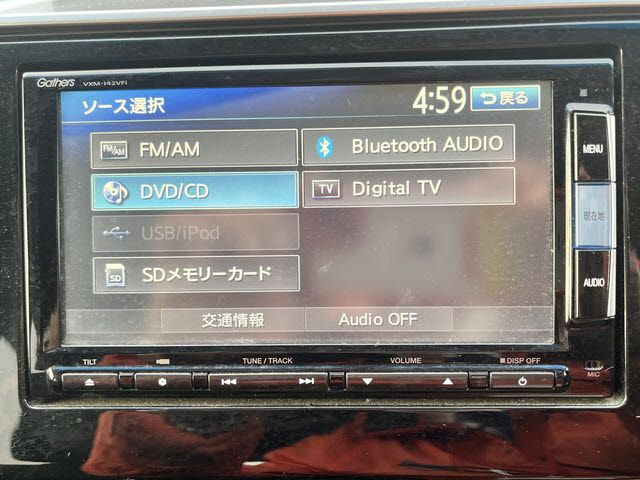 Gathers VXM-142VFi
ソース選択
4:59
戻る
FM/AM FM/AM
Bluetooth AUDIO
DVD/CD
TV Digital TV
USB/iPod
SD SDメモリーカード
交通情報
Audio OFF
MENU
現在地
AUDIO
TILT
TUNE / TRACK
VOLUME
DISP OFF
MIC